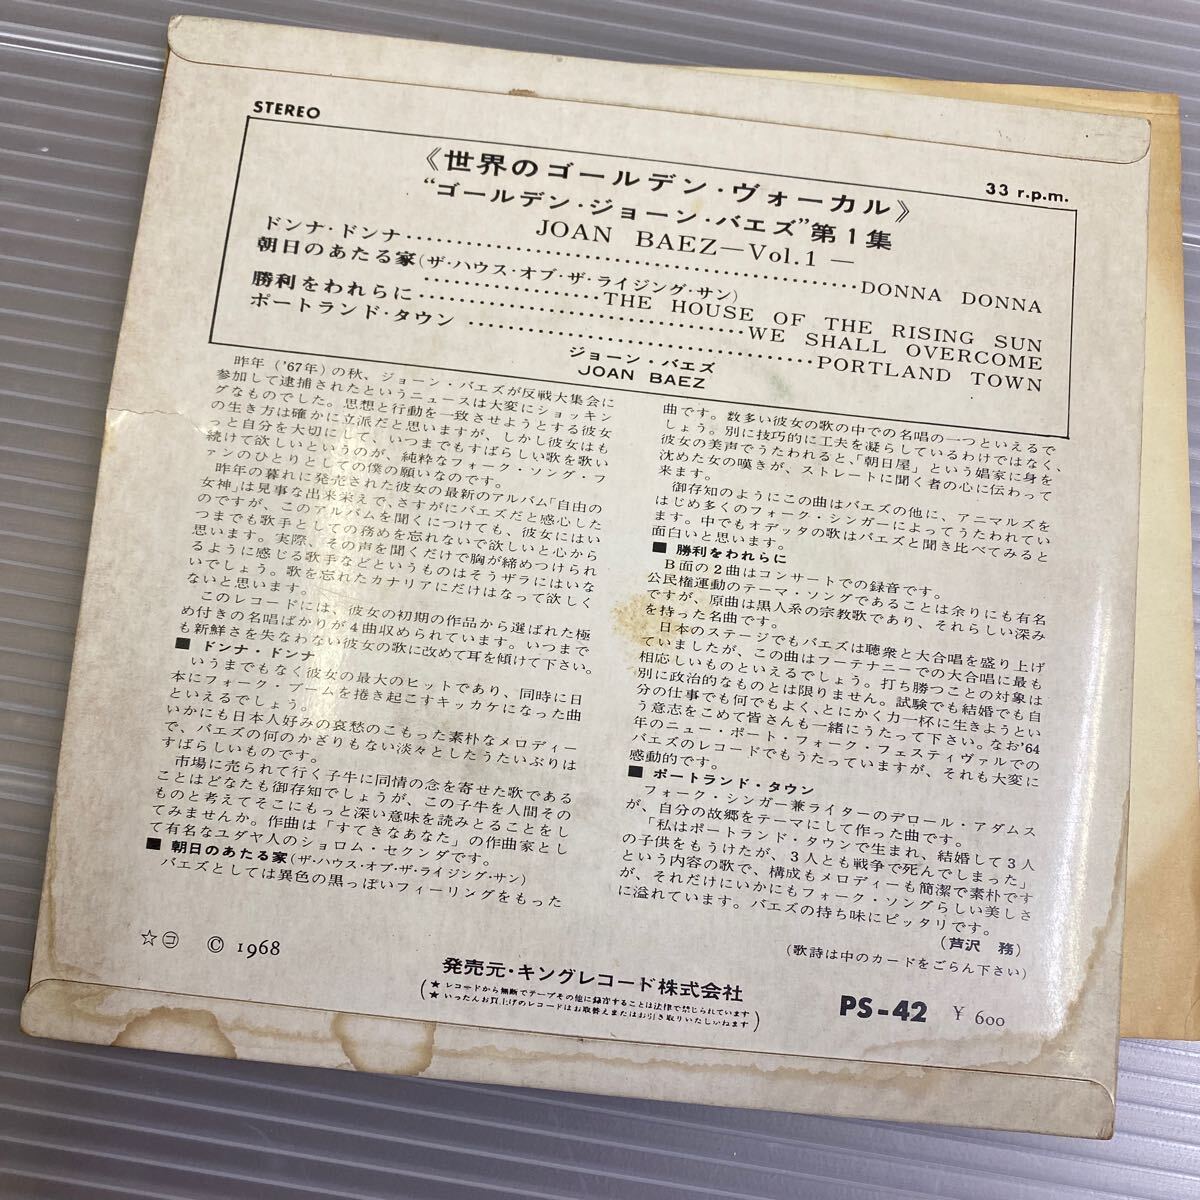 STEREO
33 r.p.m.
《世界のゴールデン・ヴォーカル》
“ゴールデン・ジョーン・バエズ”第1集
JOAN BAEZ—Vol.1—
ドンナ・ドンナ………DONNA DONNA
朝日のあたる家(ザ・ハウス・オブ・ザ・ライジング・サン)
………THE HOUSE OF THE RISING SUN
勝利をわれらに………WE SHALL OVERCOME
ポートランド・タウン………PORTLAND TOWN
ジョーン・バエズ
JOAN BAEZ
昨年('67年)の秋、ジョーン・バエズが反戦大集会に
参加して逮捕されたというニュースは大変にショッキン
グなものでした。思想と行動を一致させようとする彼女
の生き方は確かに立派だと思いますが、しかし彼女はも
っと自分を大切にして、いつまでもすばらしい歌を歌い
続けて欲しいというのが、純粋なフォーク・ソング・フ
ァンのひとりとしての僕の願いなのです。
昨年の暮れに発売された彼女の最新のアルバム「自由の
女神」は見事な出来栄えで、さすがにバエズだと感心した
のですが、このアルバムを聞くにつけても、彼女にはい
つまでも歌手としての務めを忘れないで欲しいと心から
思います。実際、その声を聞くだけで胸が締めつけられ
るように感じる歌手などというものはそうザラにはいな
いでしょう。歌を忘れたカナリアにだけはなって欲しく
ないと思います。
このレコードには、彼女の初期の作品から選ばれた極
め付きの名唱ばかりが4曲収められています。いつまで
も新鮮さを失なわない彼女の歌に改めて耳を傾けて下さい。
■ ドンナ・ドンナ
いうまでもなく彼女の最大のヒットであり、同時に日
本にフォーク・ブームを捲き起こすキッカケになった曲
といえるでしょう。
いかにも日本人好みの哀愁のこもった素朴なメロディー
で、バエズの何のかざりもない淡々としたうたいぶりは
すばらしいものです。
市場に売られて行く子牛に同情の念を寄せた歌である
ことはどなたも御存知でしょうが、この子牛を人間その
ものと考えてそこにもっと深い意味を読みとることをし
てみませんか。作曲は「すてきなあなた」の作曲家とし
て有名なユダヤ人のショロム・セクンダです。
■ 朝日のあたる家(ザ・ハウス・オブ・ザ・ライジング・サン)
バエズとしては異色の黒っぽいフィーリングをもった
曲です。数多い彼女の歌の中での名唱の一つといえるで
しょう。別に技巧的に工夫を凝らしているわけではなく、
彼女の美声でうたわれると、「朝日屋」という娼家に身を
沈めた女の嘆きが、ストレートに聞く者の心に伝わって
来ます。
御存知のようにこの曲はバエズの他に、アニマルズを
はじめ多くのフォーク・シンガーによってうたわれてい
ます。中でもオデッタの歌はバエズと聞き比べてみると
面白いと思います。
■ 勝利をわれらに
B面の2曲はコンサートでの録音です。
公民権運動のテーマ・ソングであることは余りにも有名
ですが、原曲は黒人系の宗教歌であり、それらしい深み
を持った名曲です。
日本のステージでもバエズは聴衆と大合唱を盛り上げ
ていましたが、この曲はフーテナニーでの大合唱に最も
相応しいものといえるでしょう。打ち勝つことの対象は
別に政治的なものとは限りません。試験でも結婚でも自
分の仕事でも何でもよく、とにかく力一杯に生きようとい
う意志をこめて皆さんも一緒にうたって下さい。なお'64
年のニュー・ポート・フォーク・フェスティヴァルでの
バエズのレコードでもうたっていますが、それも大変に
感動的です。
■ ポートランド・タウン
フォーク・シンガー兼ライターのデロール・アダムス
が、自分の故郷をテーマにして作った曲です。
「私はポートランド・タウンで生まれ、結婚して3人
の子供をもうけたが、3人とも戦争で死んでしまった」
という内容の歌で、構成もメロディーも簡潔で素朴です
が、それだけにいかにもフォーク・ソングらしい美しさ
に溢れています。バエズの持ち味にピッタリです。
(芦沢 務)
(歌詩は中のカードをごらん下さい)
☆㋙ © 1968
発売元・キングレコード株式会社
(★レコードから無断でテープその他に録音することは法律で禁じられています
★いったんお買上げのレコードはお取替えまたはお引き取りいたしいねます)
PS-42 ¥600